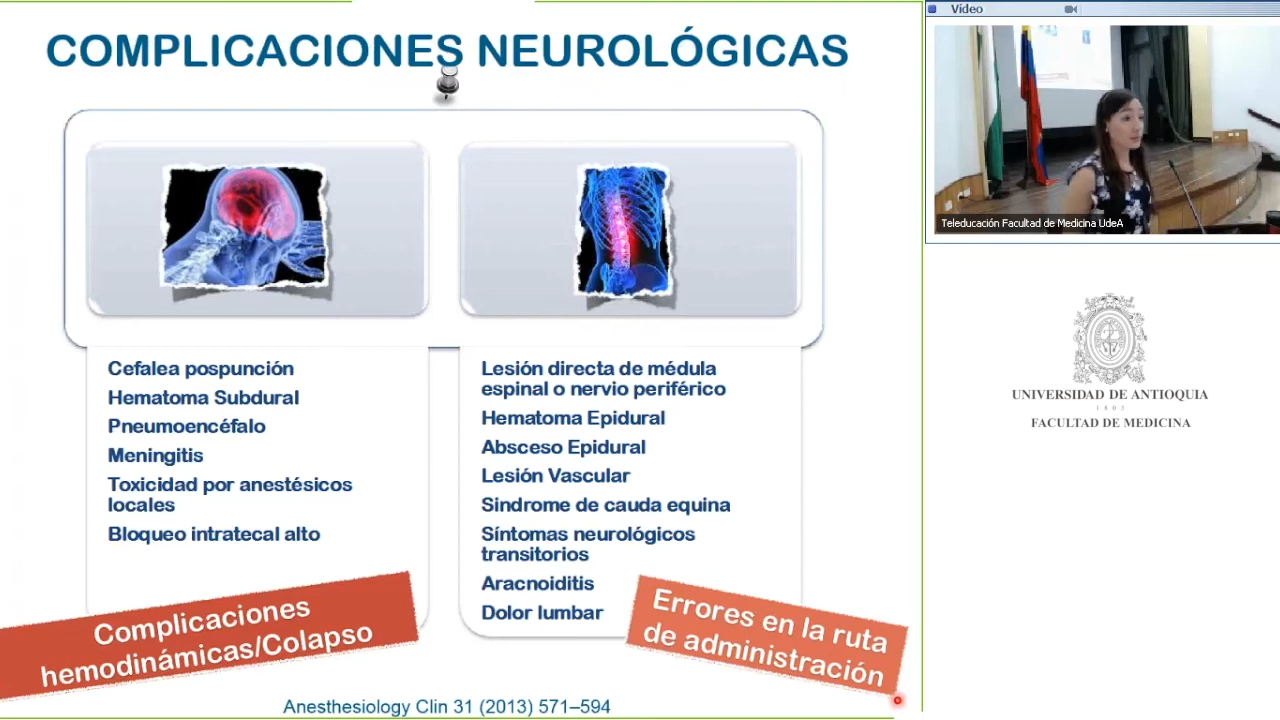 COMPLICACIONES NEUROLÓGICAS
Cefalea pospunción
Hematoma Subdural
Pneumoencéfalo
Meningitis
Toxicidad por anestésicos
locales
Bloqueo intratecal alto
Lesión directa de médula
espinal o nervio periférico
Hematoma Epidural
Absceso Epidural
Lesión Vascular
Sindrome de cauda equina
Síntomas neurológicos
transitorios
Aracnoiditis
Dolor lumbar
Complicaciones
hemodinámicas/Colapso
Errores en la ruta
de administración
Anesthesiology Clin 31 (2013) 571–594
Vídeo
Teleducación Facultad de Medicina UdeA
UNIVERSIDAD DE ANTIOQUIA
1803
FACULTAD DE MEDICINA